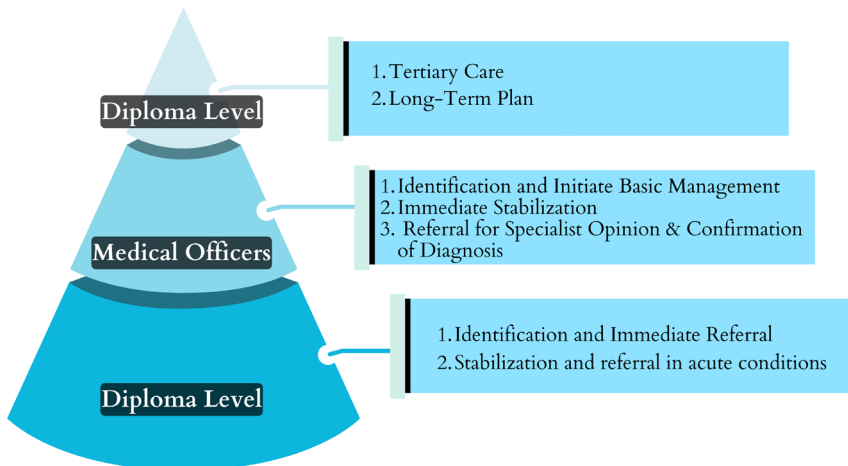 Diploma Level
1. Tertiary Care
2. Long-Term Plan
Medical Officers
1. Identification and Initiate Basic Management
2. Immediate Stabilization
3. Referral for Specialist Opinion & Confirmation
of Diagnosis
Diploma Level
1. Identification and Immediate Referral
2. Stabilization and referral in acute conditions